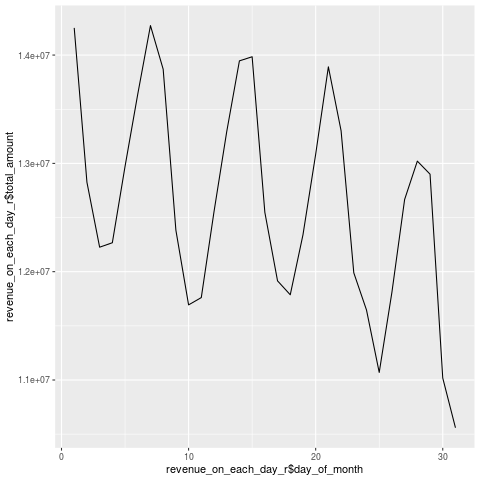 1.4e+07
1.3e+07
1.2e+07
1.1e+07
revenue_on_each_day_r$total_amount
0 10 20 30
revenue_on_each_day_r$day_of_month